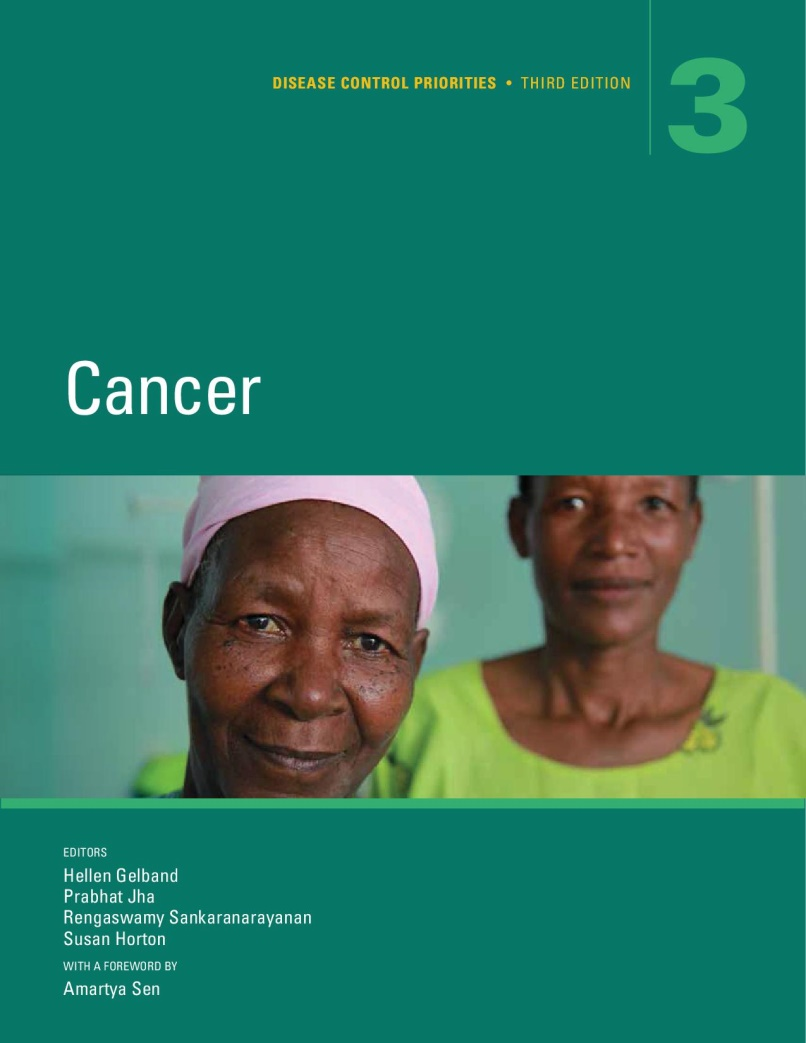 DISEASE CONTROL PRIORITIES • THIRD EDITION
3
Cancer
EDITORS
Hellen Gelband
Prabhat Jha
Rengaswamy Sankaranarayanan
Susan Horton
WITH A FOREWORD BY
Amartya Sen